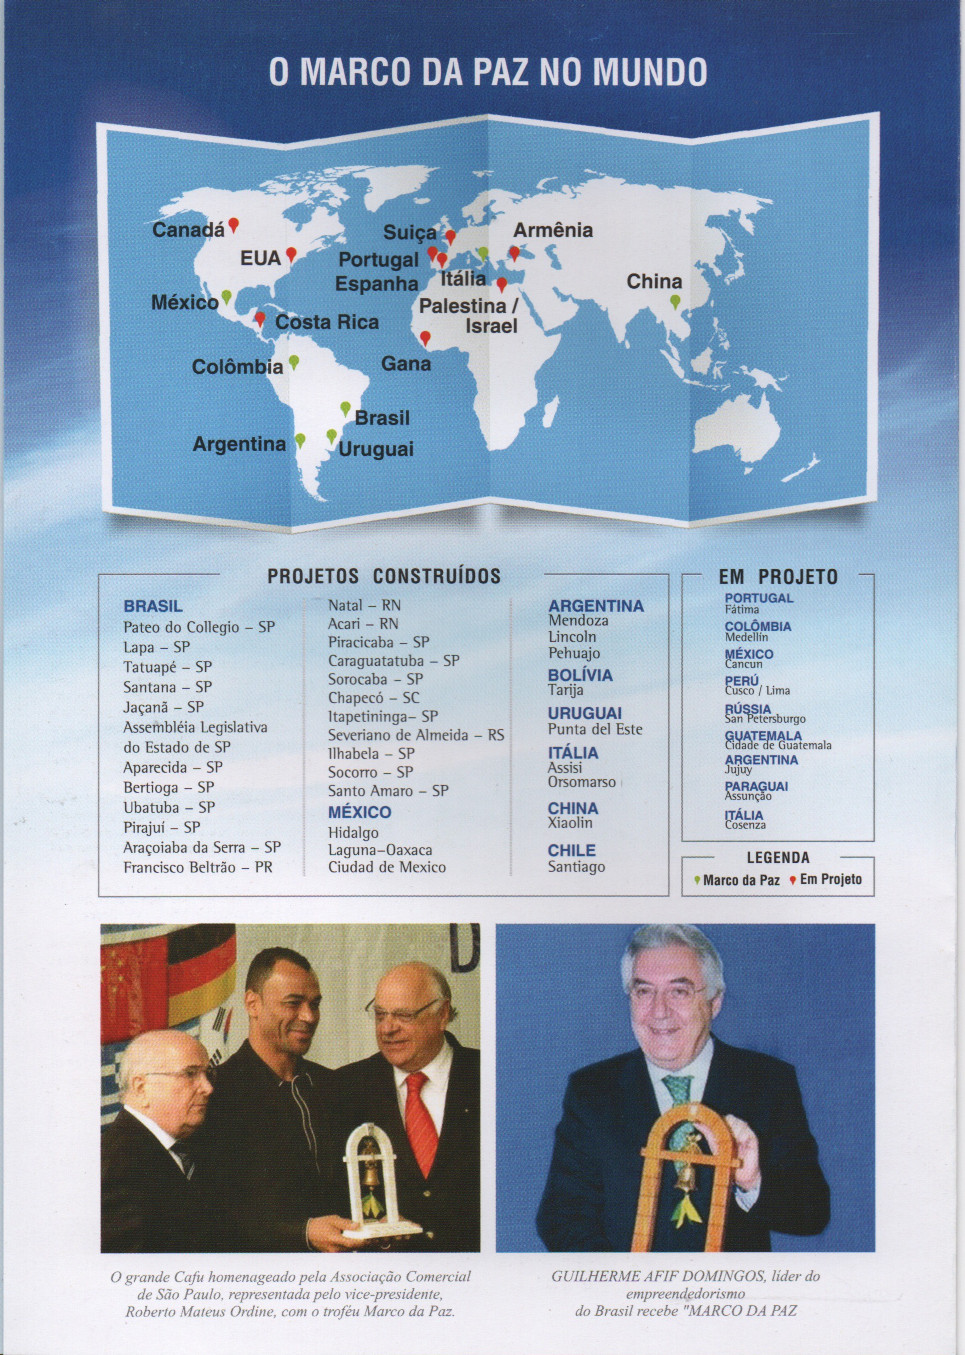 O MARCO DA PAZ NO MUNDO
Canadá
EUA
México
Costa Rica
Colômbia
Brasil
Argentina
Uruguai
Suiça
Portugal
Espanha
Itália
Armênia
Palestina /
Israel
Gana
China
PROJETOS CONSTRUÍDOS
BRASIL
Pateo do Collegio – SP
Lapa – SP
Tatuapé – SP
Santana – SP
Jaçanã – SP
Assembléia Legislativa
do Estado de SP
Aparecida – SP
Bertioga – SP
Ubatuba – SP
Pirajuí – SP
Araçoiaba da Serra – SP
Francisco Beltrão – PR
Natal – RN
Acari – RN
Piracicaba – SP
Caraguatatuba – SP
Sorocaba – SP
Chapecó – SC
Itapetininga– SP
Severiano de Almeida – RS
Ilhabela – SP
Socorro – SP
Santo Amaro – SP
MÉXICO
Hidalgo
Laguna–Oaxaca
Ciudad de Mexico
ARGENTINA
Mendoza
Lincoln
Pehuajo
BOLÍVIA
Tarija
URUGUAI
Punta del Este
ITÁLIA
Assisi
Orsomarso
CHINA
Xiaolin
CHILE
Santiago
EM PROJETO
PORTUGAL
Fátima
COLÔMBIA
Medellín
MÉXICO
Cancun
PERÚ
Cusco / Lima
RÚSSIA
San Petersburgo
GUATEMALA
Cidade de Guatemala
ARGENTINA
Jujuy
PARAGUAI
Assunção
ITÁLIA
Cosenza
LEGENDA
Marco da Paz Em Projeto
D
O grande Cafu homenageado pela Associação Comercial
de São Paulo, representada pelo vice-presidente,
Roberto Mateus Ordine, com o troféu Marco da Paz.
GUILHERME AFIF DOMINGOS, líder do
empreendedorismo
do Brasil recebe "MARCO DA PAZ